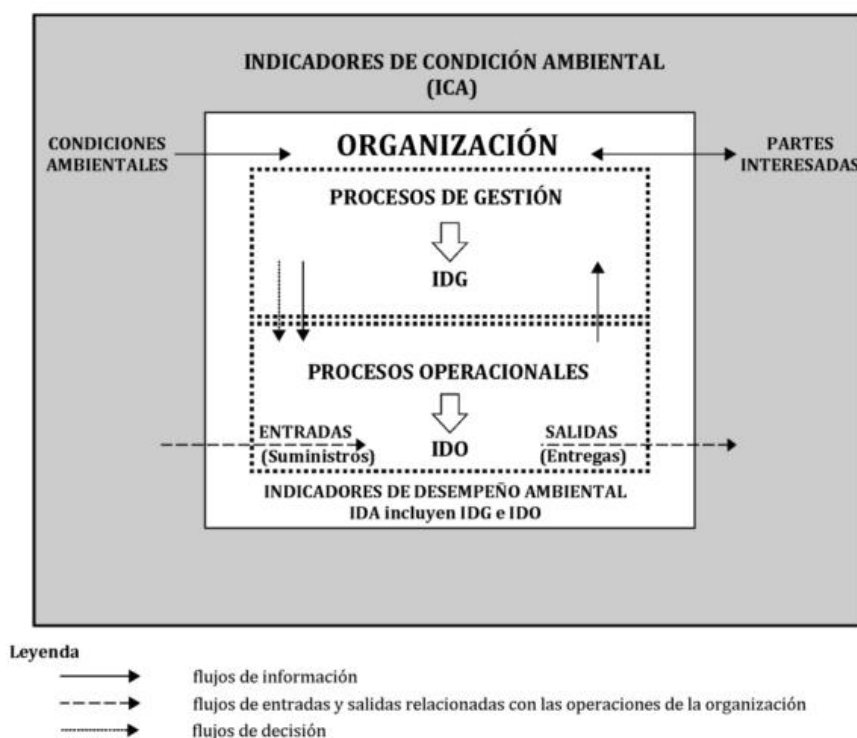 INDICADORES DE CONDICIÓN AMBIENTAL
(ICA)
CONDICIONES
AMBIENTALES
ORGANIZACIÓN
PARTES
INTERESADAS
PROCESOS DE GESTIÓN
IDG
PROCESOS OPERACIONALES
ENTRADAS
(Suministros)
IDO
SALIDAS
(Entregas)
INDICADORES DE DESEMPEÑO AMBIENTAL
IDA incluyen IDG e IDO
Leyenda
flujos de información
flujos de entradas y salidas relacionadas con las operaciones de la organización
flujos de decisión